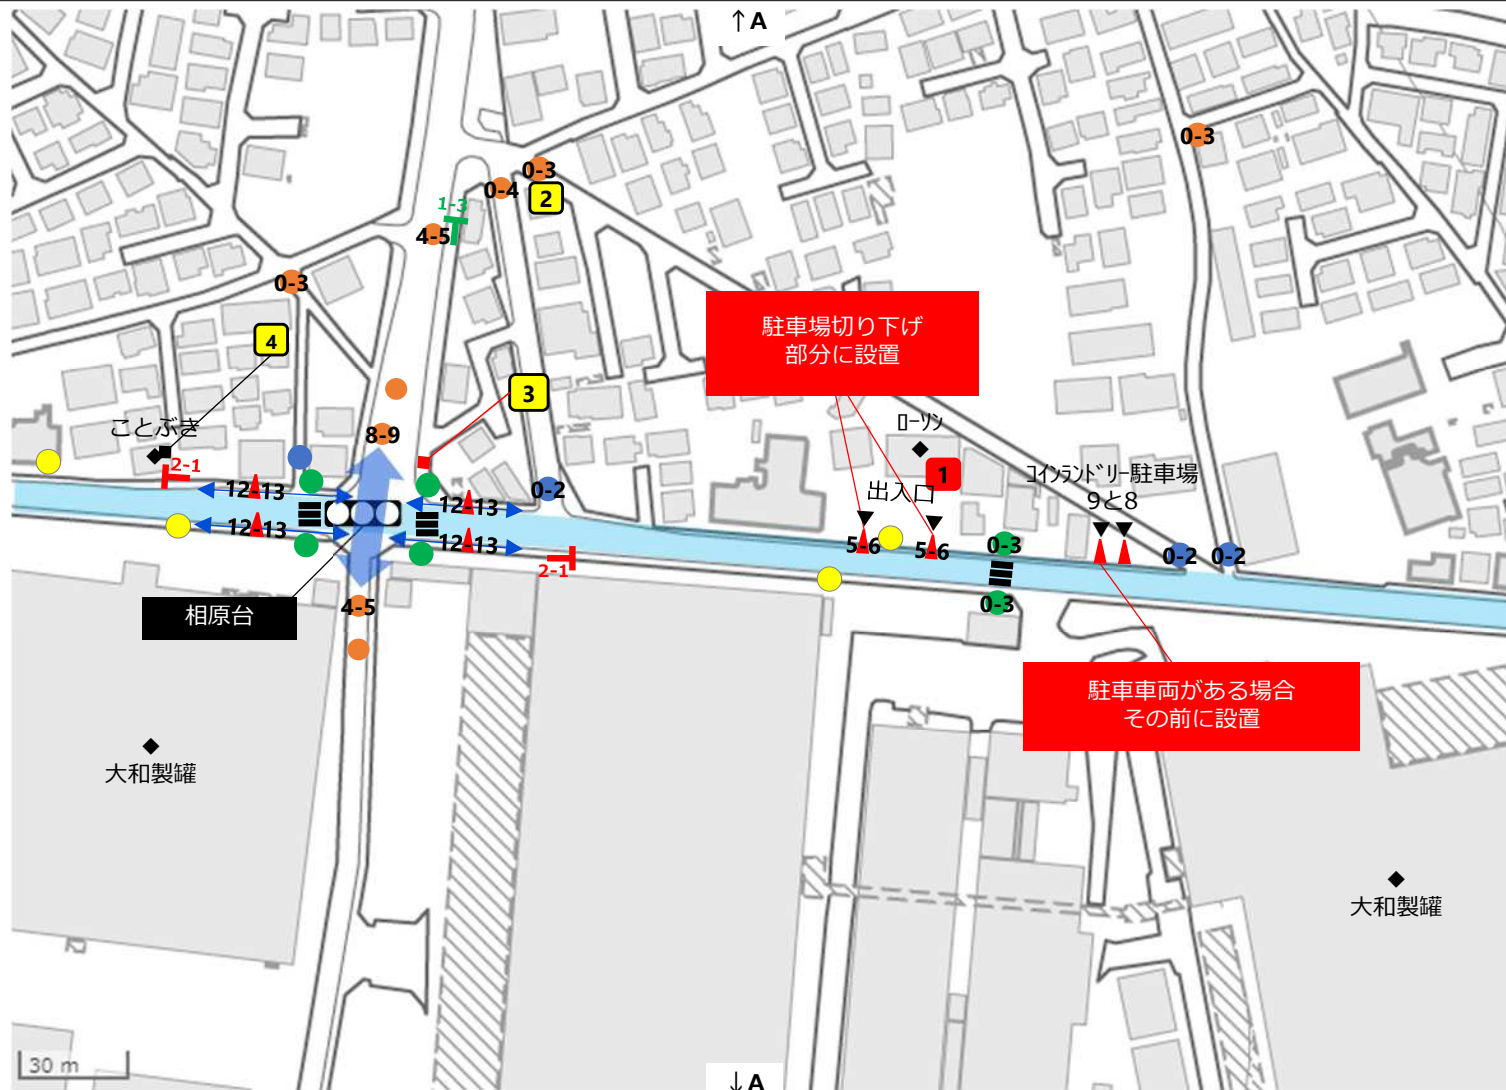 ↑A
0-3
0-3
0-4
2
1-3
4-5
0-3
4
駐車場切り下げ
部分に設置
3
ことぶき
8-9
ローソン
2-1
1
コインランドリー駐車場
9と8
出入口
12-13
12-13
0-2
12-13
12-13
5-6
5-6
0-3
0-2
0-2
2-1
0-3
4-5
相原台
駐車車両がある場合
その前に設置
大和製罐
大和製罐
30 m
↓A